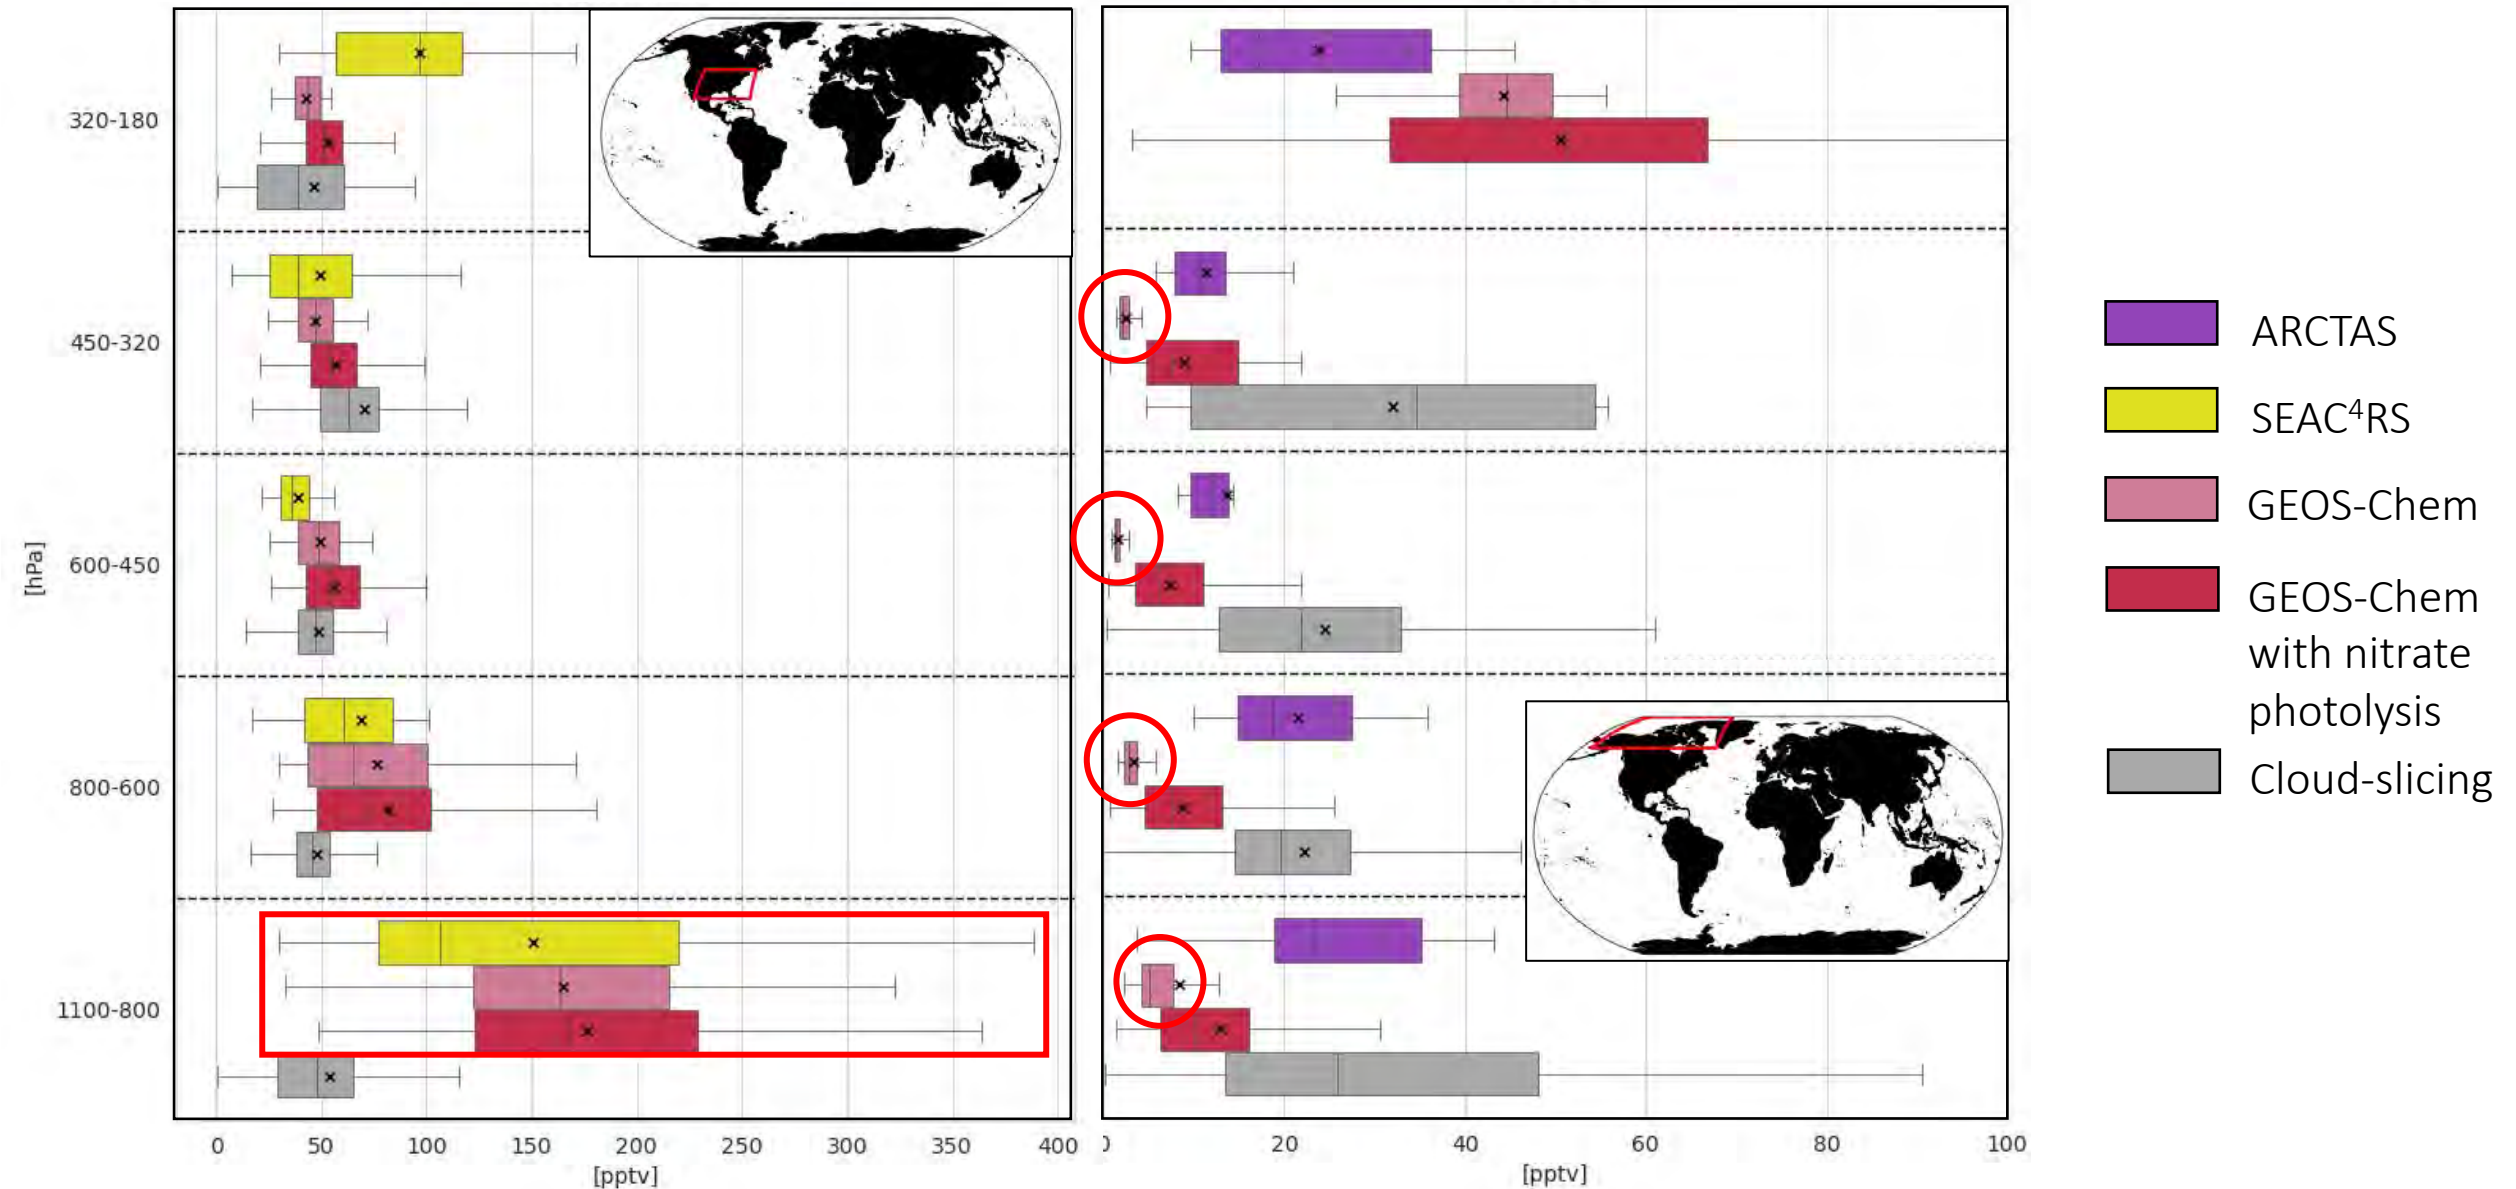 320-180
450-320
600-450
800-600
1100-800
[hPa]
0 50 100 150 200 250 300 350 400
[pptv]
0 20 40 60 80 100
[pptv]
ARCTAS
SEAC⁴RS
GEOS-Chem
GEOS-Chem
with nitrate
photolysis
Cloud-slicing